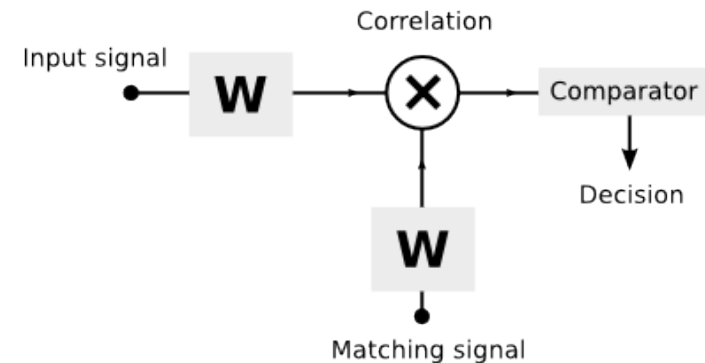 Correlation
Input signal
W
×
Comparator
Decision
W
Matching signal